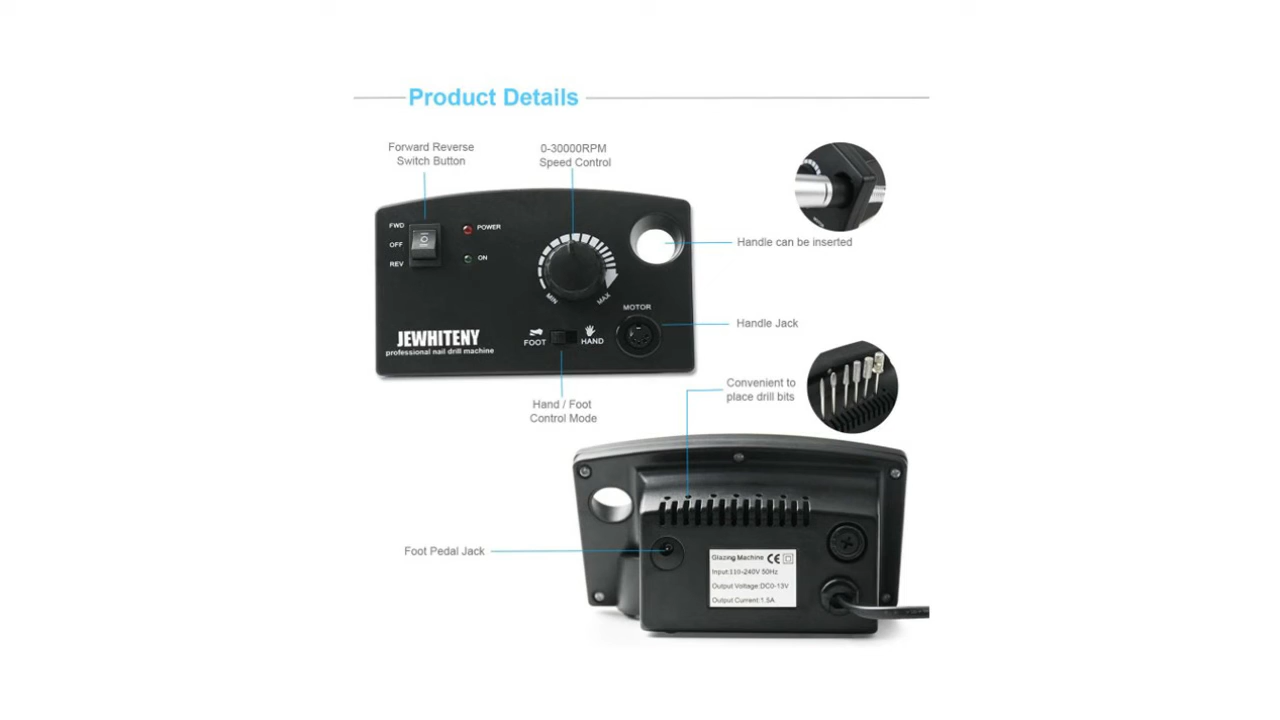 Product Details
Forward Reverse
Switch Button
0-30000RPM
Speed Control
FWD
OFF
REV
POWER
ON
MIN
MAX
Handle can be inserted
MOTOR
Handle Jack
JEWHITENY
professional nail drill machine
FOOT
HAND
Hand / Foot
Control Mode
Convenient to
place drill bits
Foot Pedal Jack
Glazing Machine CE
Input:110-240V 50Hz
Output Voltage:DC0-13V
Output Current:1.5A